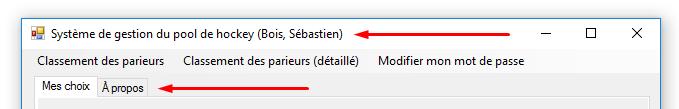 Système de gestion du pool de hockey (Bois, Sébastien)
Classement des parieurs Classement des parieurs (détaillé) Modifier mon mot de passe
Mes choix À propos